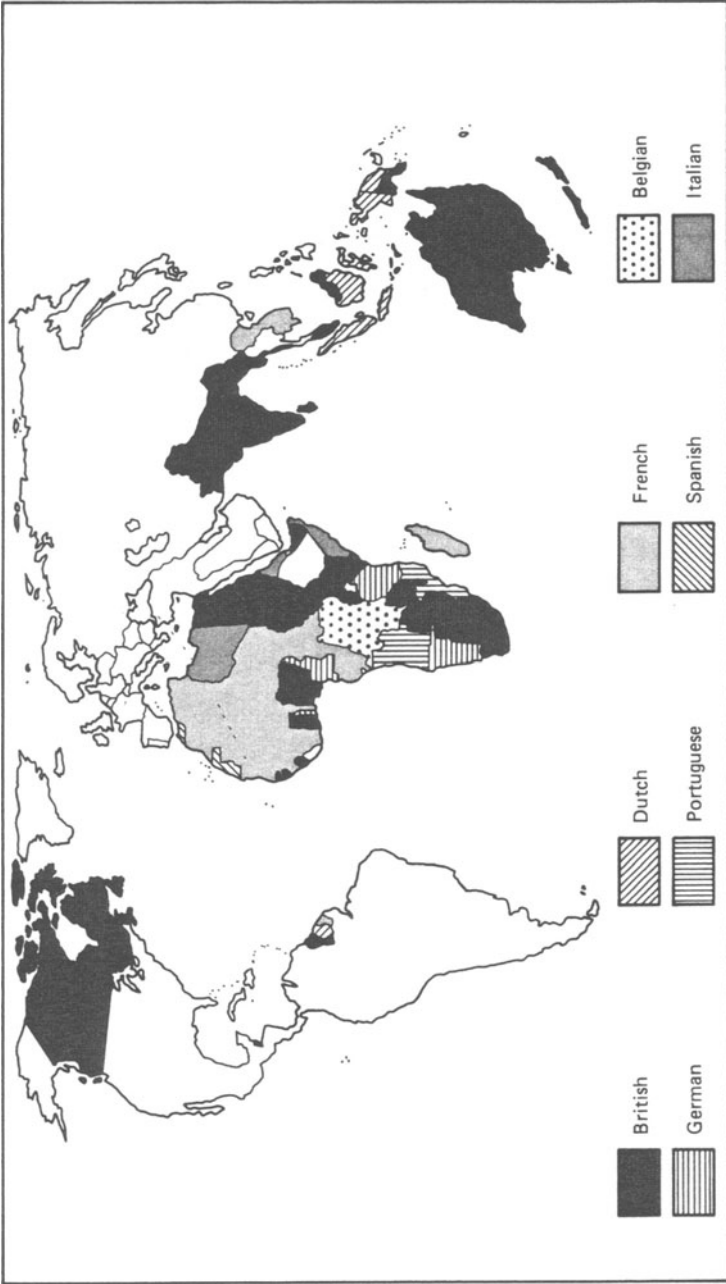 British
Dutch
French
Belgian
German
Portuguese
Spanish
Italian